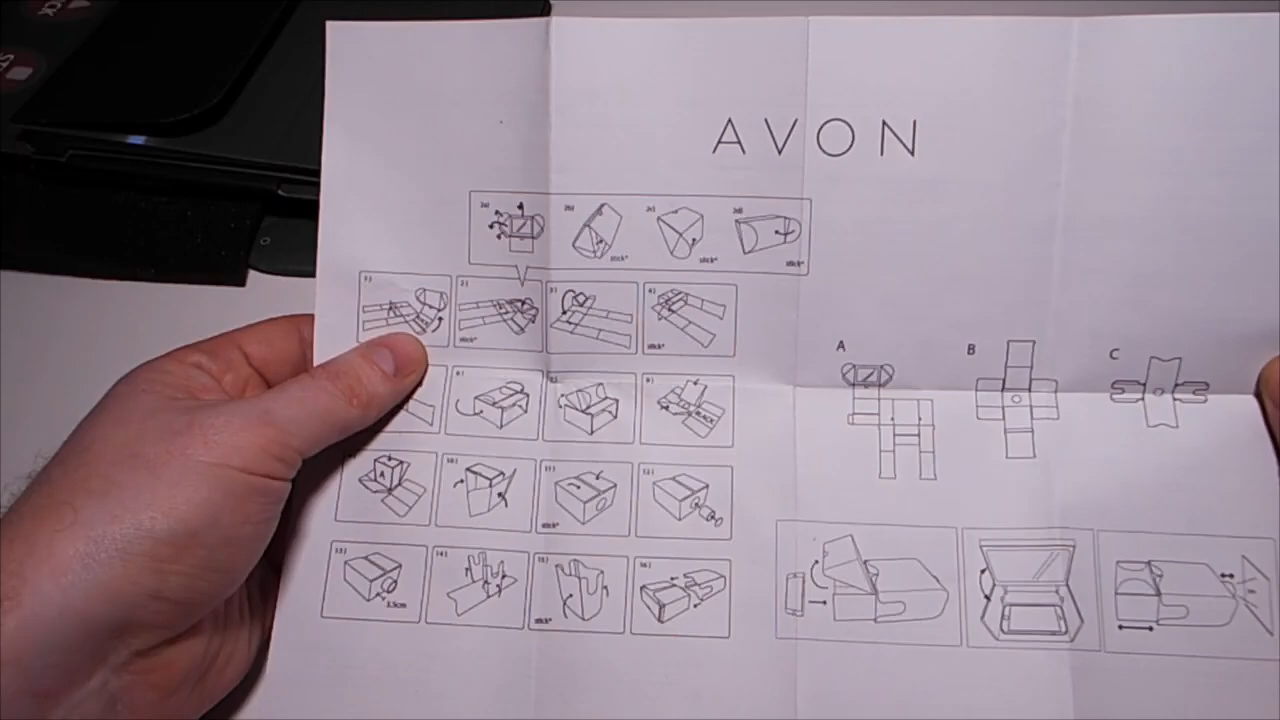 AVON
2a) 2b) 2c) 2d)
stick* stick* stick*
1) 2) 3) 4)
stick* stick*
6) 8)
BLACK
A
10) 11) 12)
stick*
13) 14) 15) 16)
3.5cm
stick*
A B C